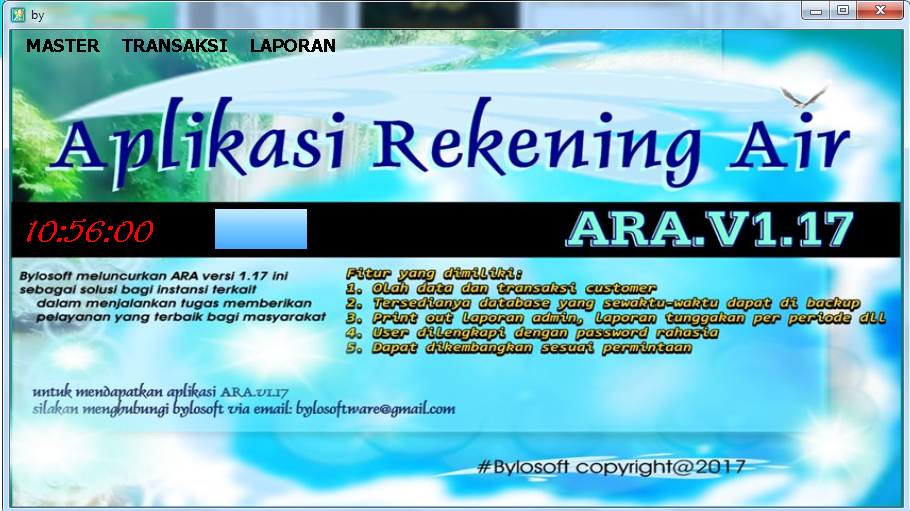 by
MASTER TRANSAKSI LAPORAN
Aplikasi Rekening Air
10:56:00
ARA.V1.17
Bylosoft meluncurkan ARA versi 1.17 ini
sebagai solusi bagi instansi terkait
dalam menjalankan tugas memberikan
pelayanan yang terbaik bagi masyarakat
Fitur yang dimiliki:
1. Olah data dan transaksi customer
2. Tersedianya database yang sewaktu-waktu dapat di backup
3. Print out laporan admin, laporan tunggakan per periode dll
4. User dilengkapi dengan password rahasia
5. Dapat dikembangkan sesuai permintaan
untuk mendapatkan aplikasi ARA.v1.17
silakan menghubungi bylosoft via email: bylosoftware@gmail.com
#Bylosoft copyright@2017